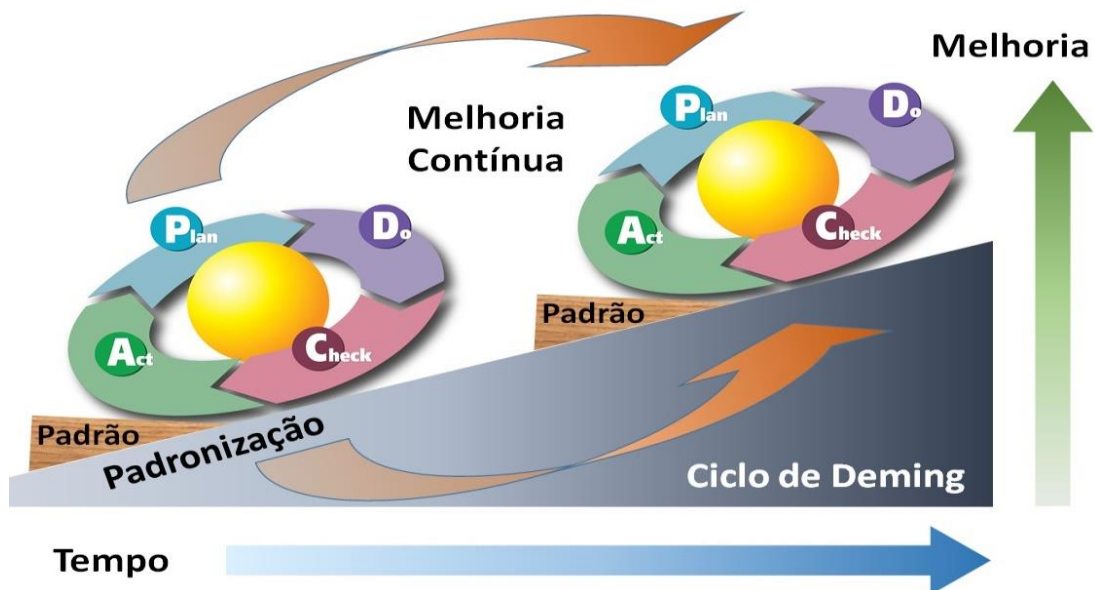 Melhoria
Melhoria
Contínua
Plan
Do
Act
Check
Plan
Do
Act
Check
Padrão
Padrão
Padronização
Ciclo de Deming
Tempo